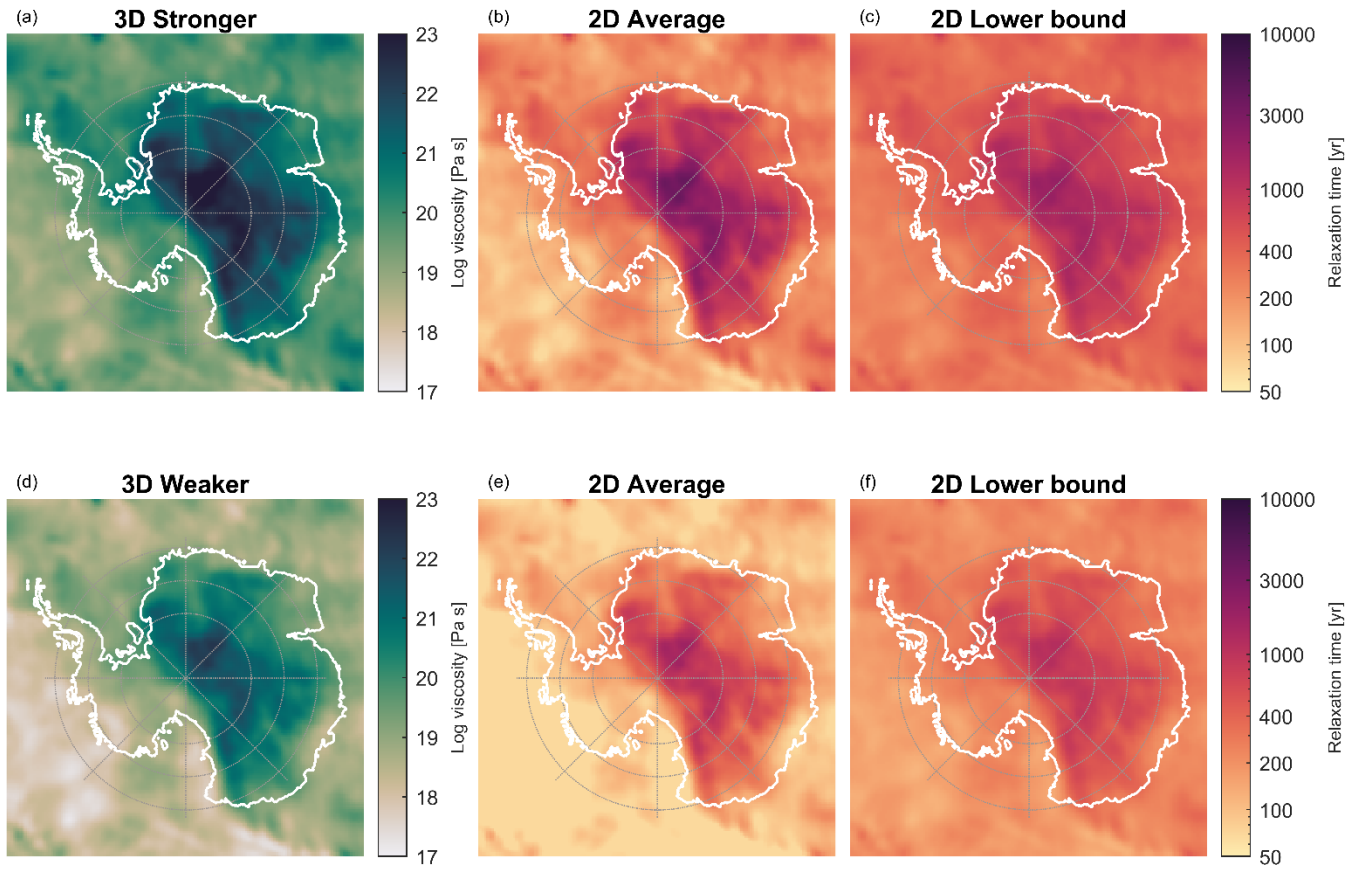 (a) 3D Stronger
(b) 2D Average
(c) 2D Lower bound
23
22
21
20
19
18
17
Log viscosity [Pa s]
10000
3000
1000
400
200
100
50
Relaxation time [yr]
(d) 3D Weaker
(e) 2D Average
(f) 2D Lower bound
23
22
21
20
19
18
17
Log viscosity [Pa s]
10000
3000
1000
400
200
100
50
Relaxation time [yr]